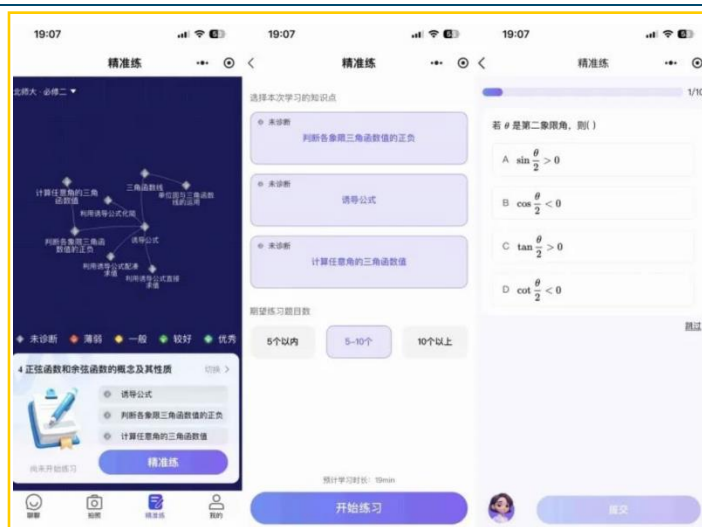 19:07
精准练
北师大·必修二
计算任意角的三角
函数值
三角函数线
单位圆与三角函数
线的运用
利用诱导公式化简
判断各象限三角函
数值的正负
诱导公式
利用诱导公式配凑
求值
利用诱导公式直接
求值
未诊断
薄弱
一般
较好
优秀
4 正弦函数和余弦函数的概念及其性质
切换 >
诱导公式
判断各象限三角函数值的正负
计算任意角的三角函数值
尚未开始练习
精准练
聊聊
拍照
精准练
我的
19:07
精准练
选择本次学习的知识点
未诊断
判断各象限三角函数值的正负
未诊断
诱导公式
未诊断
计算任意角的三角函数值
期望练习题目数
5个以内
5-10个
10个以上
预计学习时长：19min
开始练习
19:07
精准练
1/10
若 θ 是第二象限角，则( )
A sin θ/2 > 0
B cos θ/2 < 0
C tan θ/2 > 0
D cot θ/2 < 0
跳过
提交